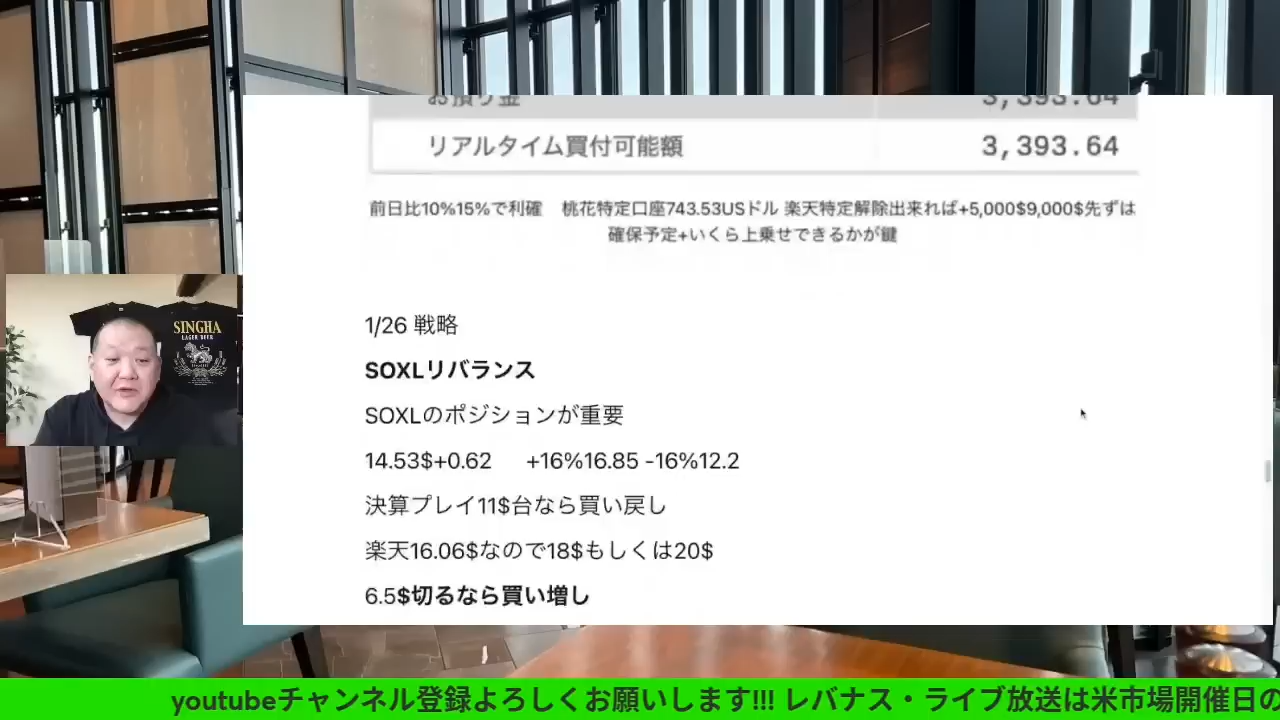 お預り金 3,393.64
リアルタイム買付可能額 3,393.64
前日比10%15%で利確 桃花特定口座743.53USドル 楽天特定解除出来れば+5,000$9,000$先ずは
確保予定+いくら上乗せできるかが鍵
1/26 戦略
SOXLリバランス
SOXLのポジションが重要
14.53$+0.62 +16%16.85 -16%12.2
決算プレイ11$台なら買い戻し
楽天16.06$なので18$もしくは20$
6.5$切るなら買い増し
SINGHA
LAGER BEER
youtubeチャンネル登録よろしくお願いします!!! レバナス・ライブ放送は米市場開催日の